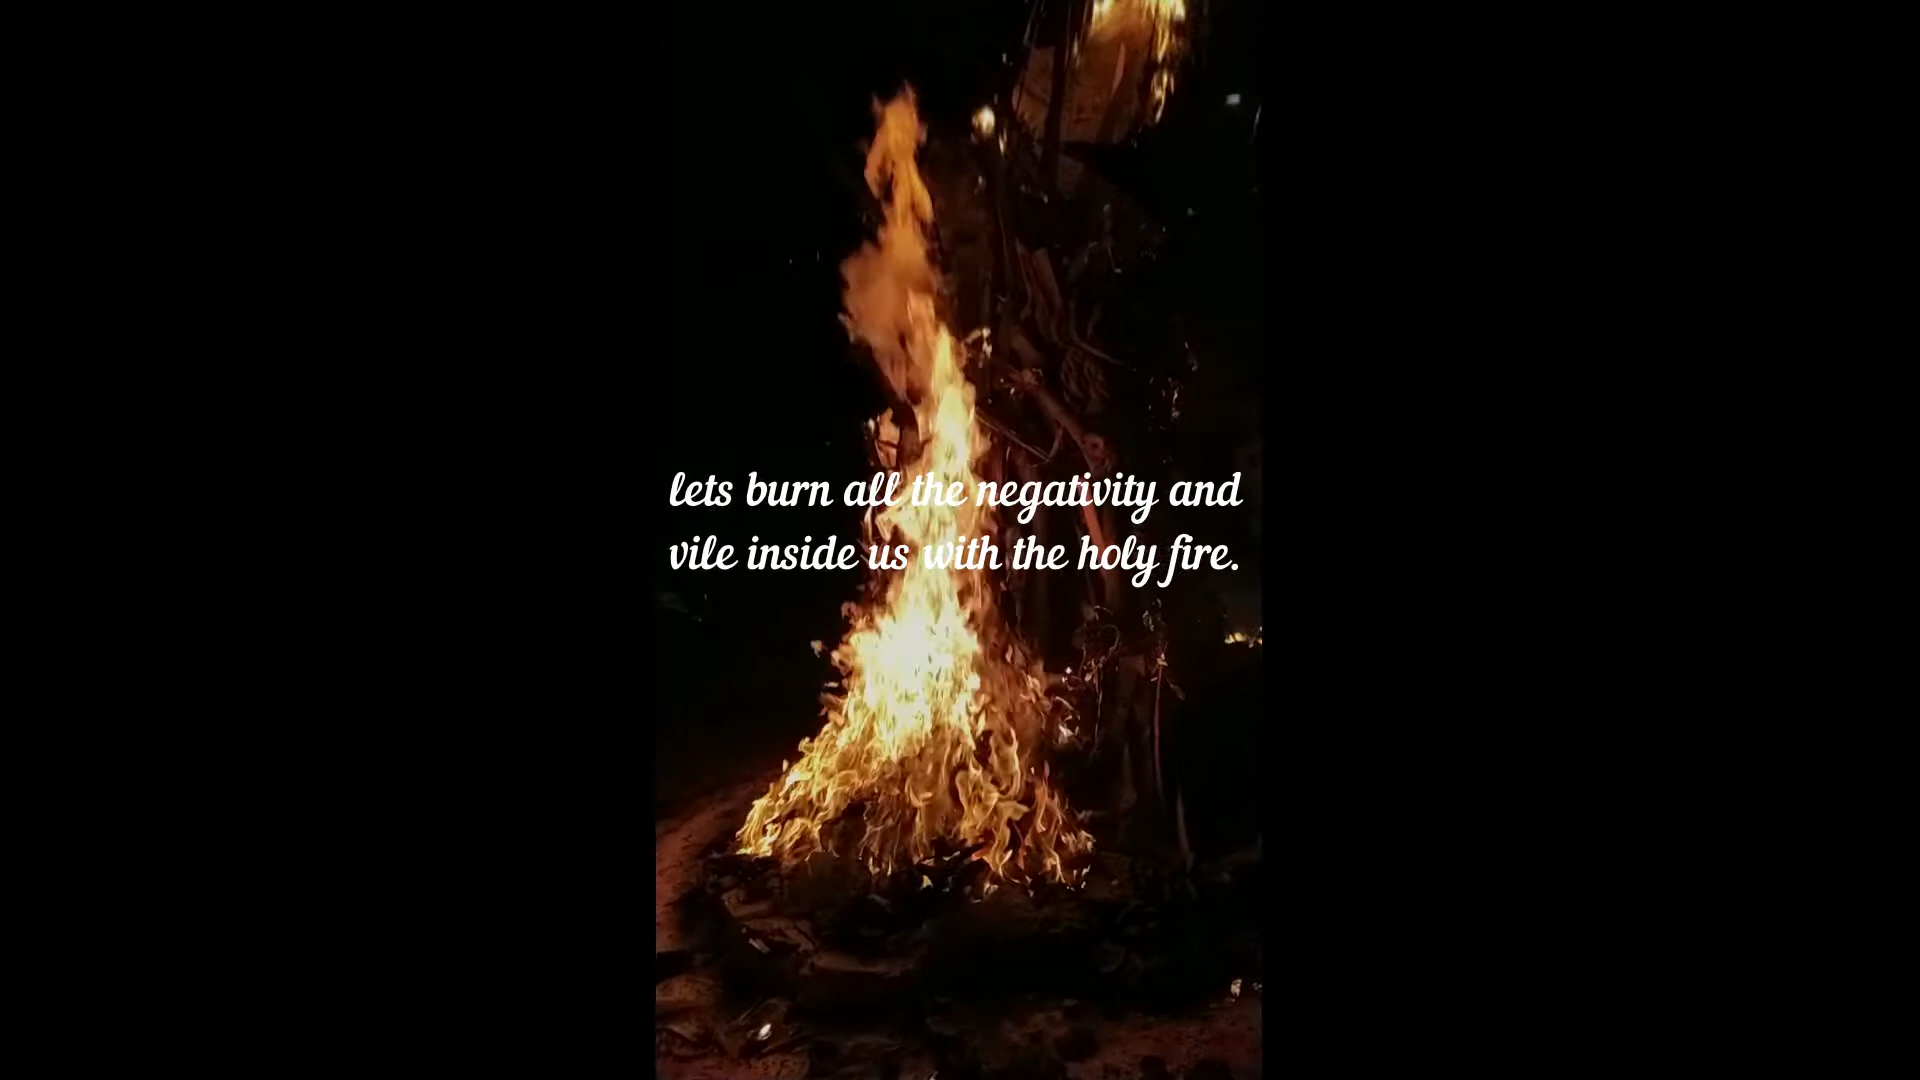 lets burn all the negativity and
vile inside us with the holy fire.